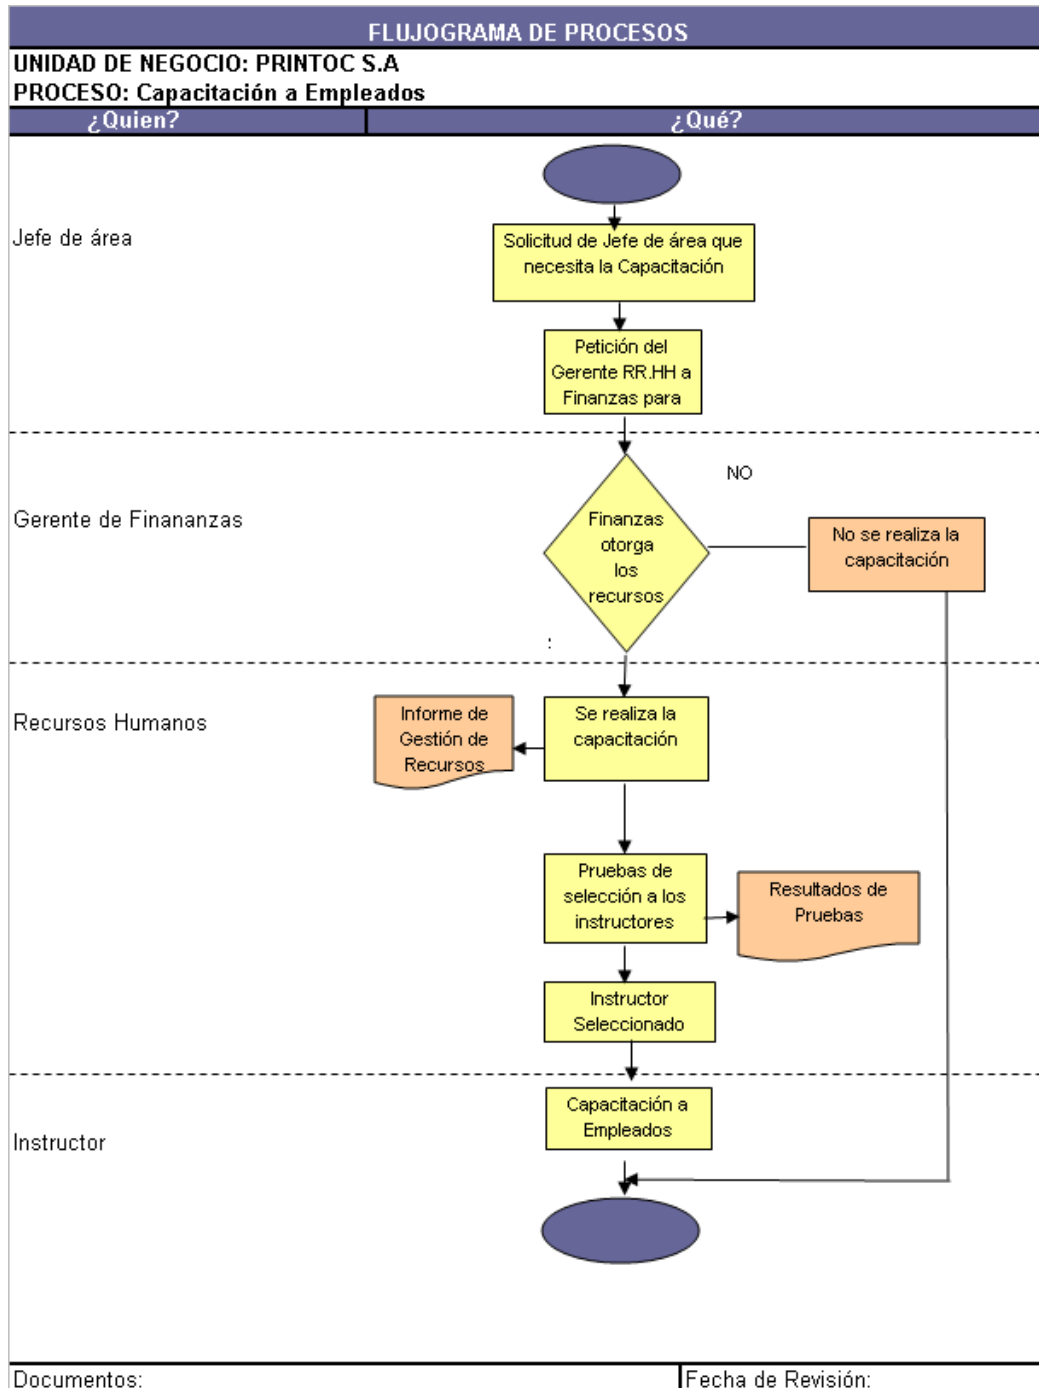 FLUJOGRAMA DE PROCESOS
UNIDAD DE NEGOCIO: PRINTOC S.A
PROCESO: Capacitación a Empleados
¿Quien?
¿Qué?
Jefe de área
Solicitud de Jefe de área que
necesita la Capacitación
Petición del
Gerente RR.HH a
Finanzas para
NO
Gerente de Finananzas
Finanzas
otorga
los
recursos
No se realiza la
capacitación
:
Recursos Humanos
Informe de
Gestión de
Recursos
Se realiza la
capacitación
Pruebas de
selección a los
instructores
Resultados de
Pruebas
Instructor
Seleccionado
Capacitación a
Empleados
Instructor
Documentos:
Fecha de Revisión: